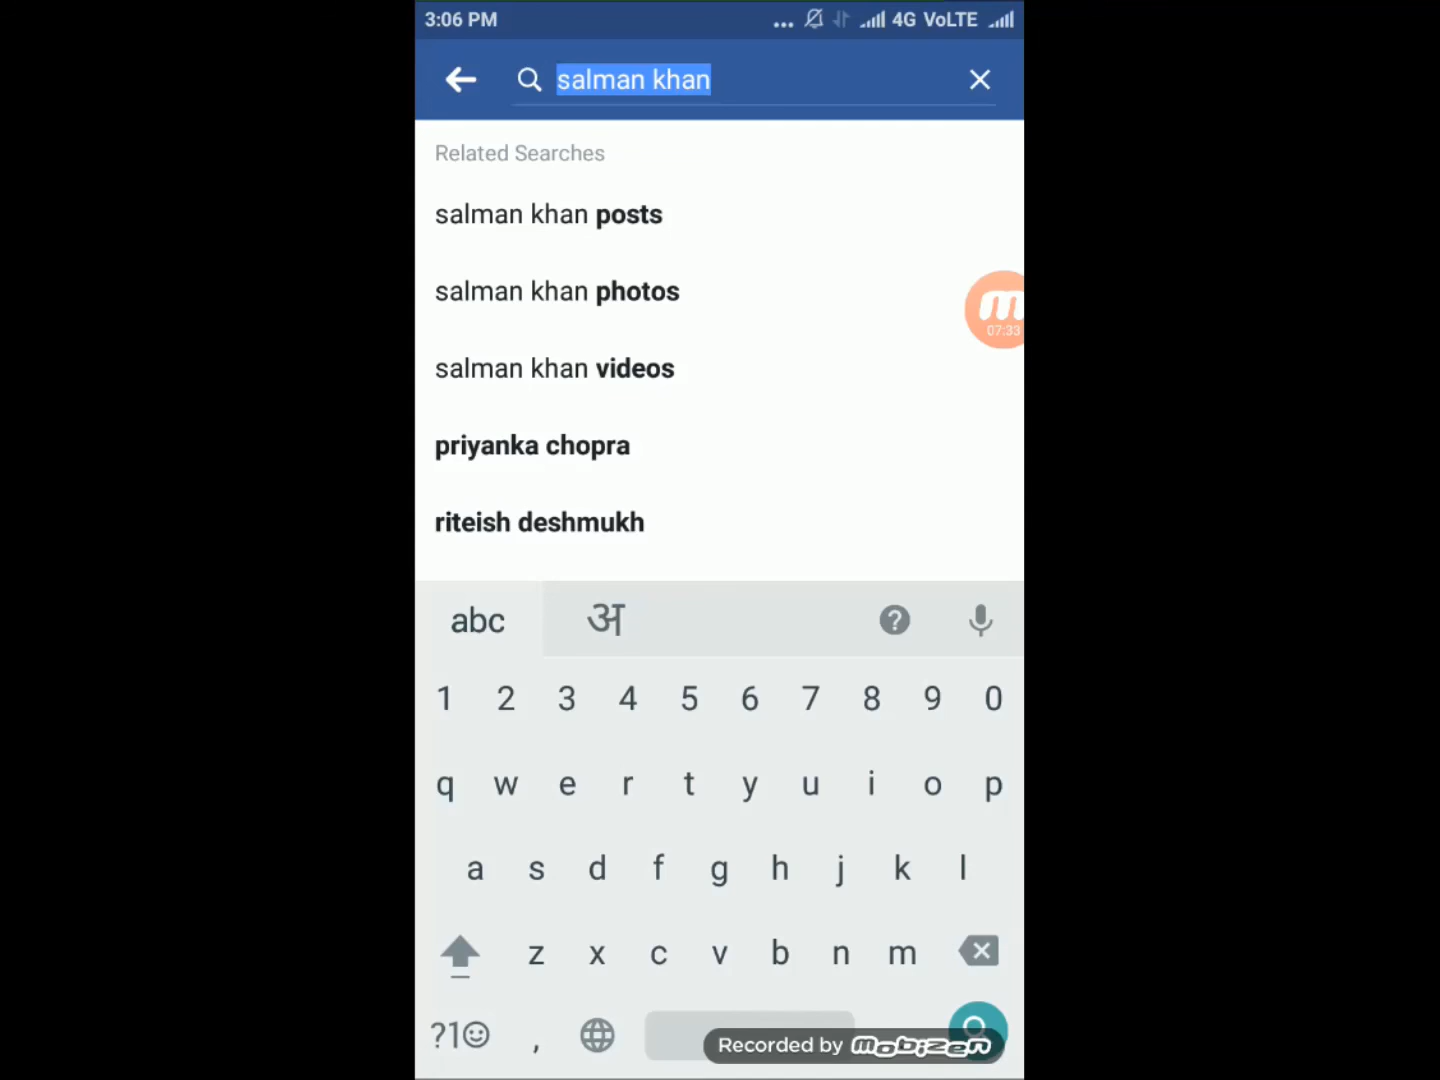 3:06 PM ... 4G VoLTE
salman khan
Related Searches
salman khan posts
salman khan photos
salman khan videos
priyanka chopra
riteish deshmukh
07:33
abc अ ?
1 2 3 4 5 6 7 8 9 0
q w e r t y u i o p
a s d f g h j k l
z x c v b n m
?1☺ ,
Recorded by mobizen